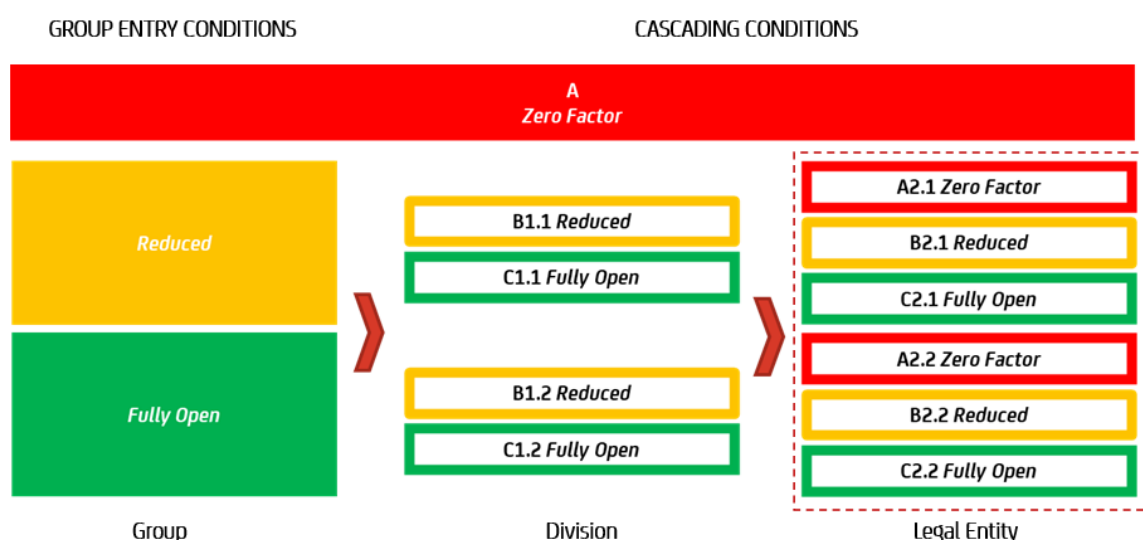 GROUP ENTRY CONDITIONS
CASCADING CONDITIONS
A
Zero Factor
Reduced
Fully Open
B1.1 Reduced
C1.1 Fully Open
B1.2 Reduced
C1.2 Fully Open
A2.1 Zero Factor
B2.1 Reduced
C2.1 Fully Open
A2.2 Zero Factor
B2.2 Reduced
C2.2 Fully Open
Group
Division
Legal Entity